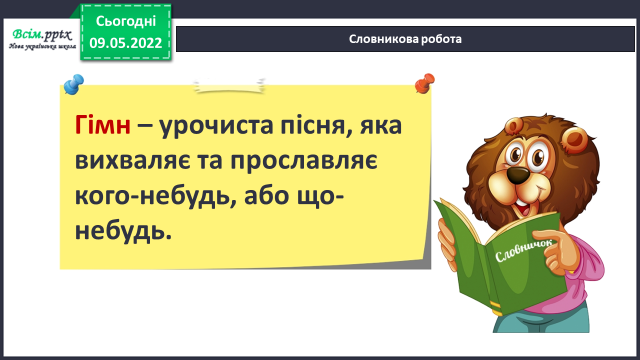 Всім.pptx
Нова українська школа
Сьогодні
09.05.2022
Словникова робота
Гімн – урочиста пісня, яка
вихваляє та прославляє
кого-небудь, або що-
небудь.
Словничок